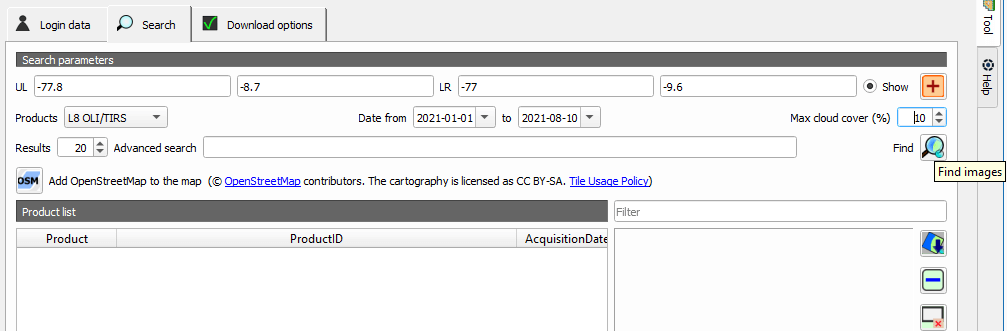 Login data Search Download options
Search parameters
UL -77.8 -8.7 LR -77 -9.6 Show
Products L8 OLI/TIRS Date from 2021-01-01 to 2021-08-10 Max cloud cover (%) 10
Results 20 Advanced search Find
Find images
OSM Add OpenStreetMap to the map (© OpenStreetMap contributors. The cartography is licensed as CC BY-SA. Tile Usage Policy)
Product list Filter
Product ProductID AcquisitionDate
Tool
Help